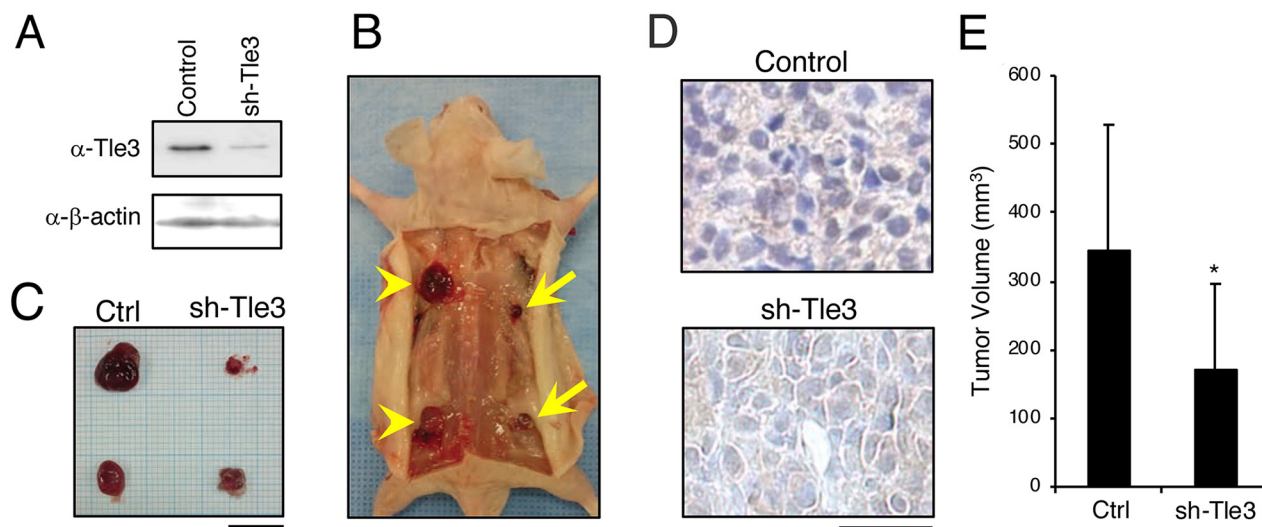 A
Control
sh-Tle3
α-Tle3
α-β-actin
B
C
Ctrl
sh-Tle3
D
Control
sh-Tle3
E
Tumor Volume (mm³)
600
500
400
300
200
100
0
*
Ctrl
sh-Tle3